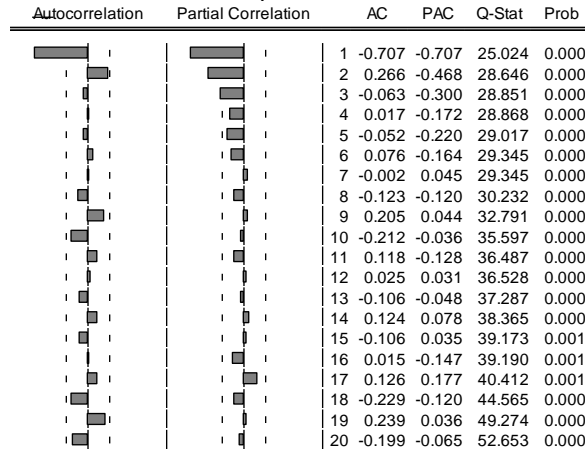 Autocorrelation Partial Correlation AC PAC Q-Stat Prob
1 -0.707 -0.707 25.024 0.000
2 0.266 -0.468 28.646 0.000
3 -0.063 -0.300 28.851 0.000
4 0.017 -0.172 28.868 0.000
5 -0.052 -0.220 29.017 0.000
6 0.076 -0.164 29.345 0.000
7 -0.002 0.045 29.345 0.000
8 -0.123 -0.120 30.232 0.000
9 0.205 0.044 32.791 0.000
10 -0.212 -0.036 35.597 0.000
11 0.118 -0.128 36.487 0.000
12 0.025 0.031 36.528 0.000
13 -0.106 -0.048 37.287 0.000
14 0.124 0.078 38.365 0.000
15 -0.106 0.035 39.173 0.001
16 0.015 -0.147 39.190 0.001
17 0.126 0.177 40.412 0.001
18 -0.229 -0.120 44.565 0.000
19 0.239 0.036 49.274 0.000
20 -0.199 -0.065 52.653 0.000